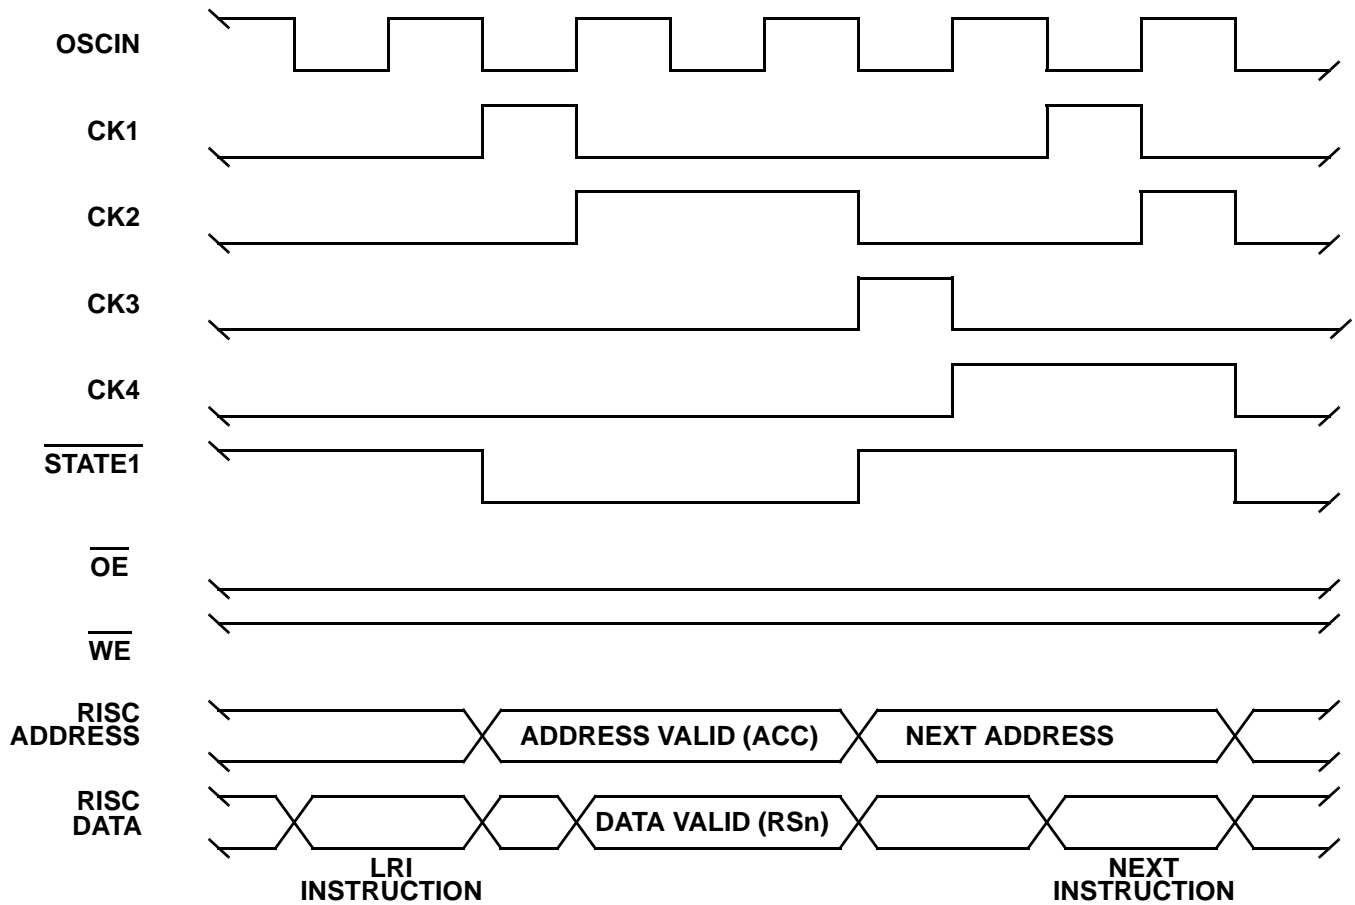 OSCIN
CK1
CK2
CK3
CK4
STATE1
OE
WE
RISC
ADDRESS
ADDRESS VALID (ACC)
NEXT ADDRESS
RISC
DATA
DATA VALID (RSn)
LRI
INSTRUCTION
NEXT
INSTRUCTION